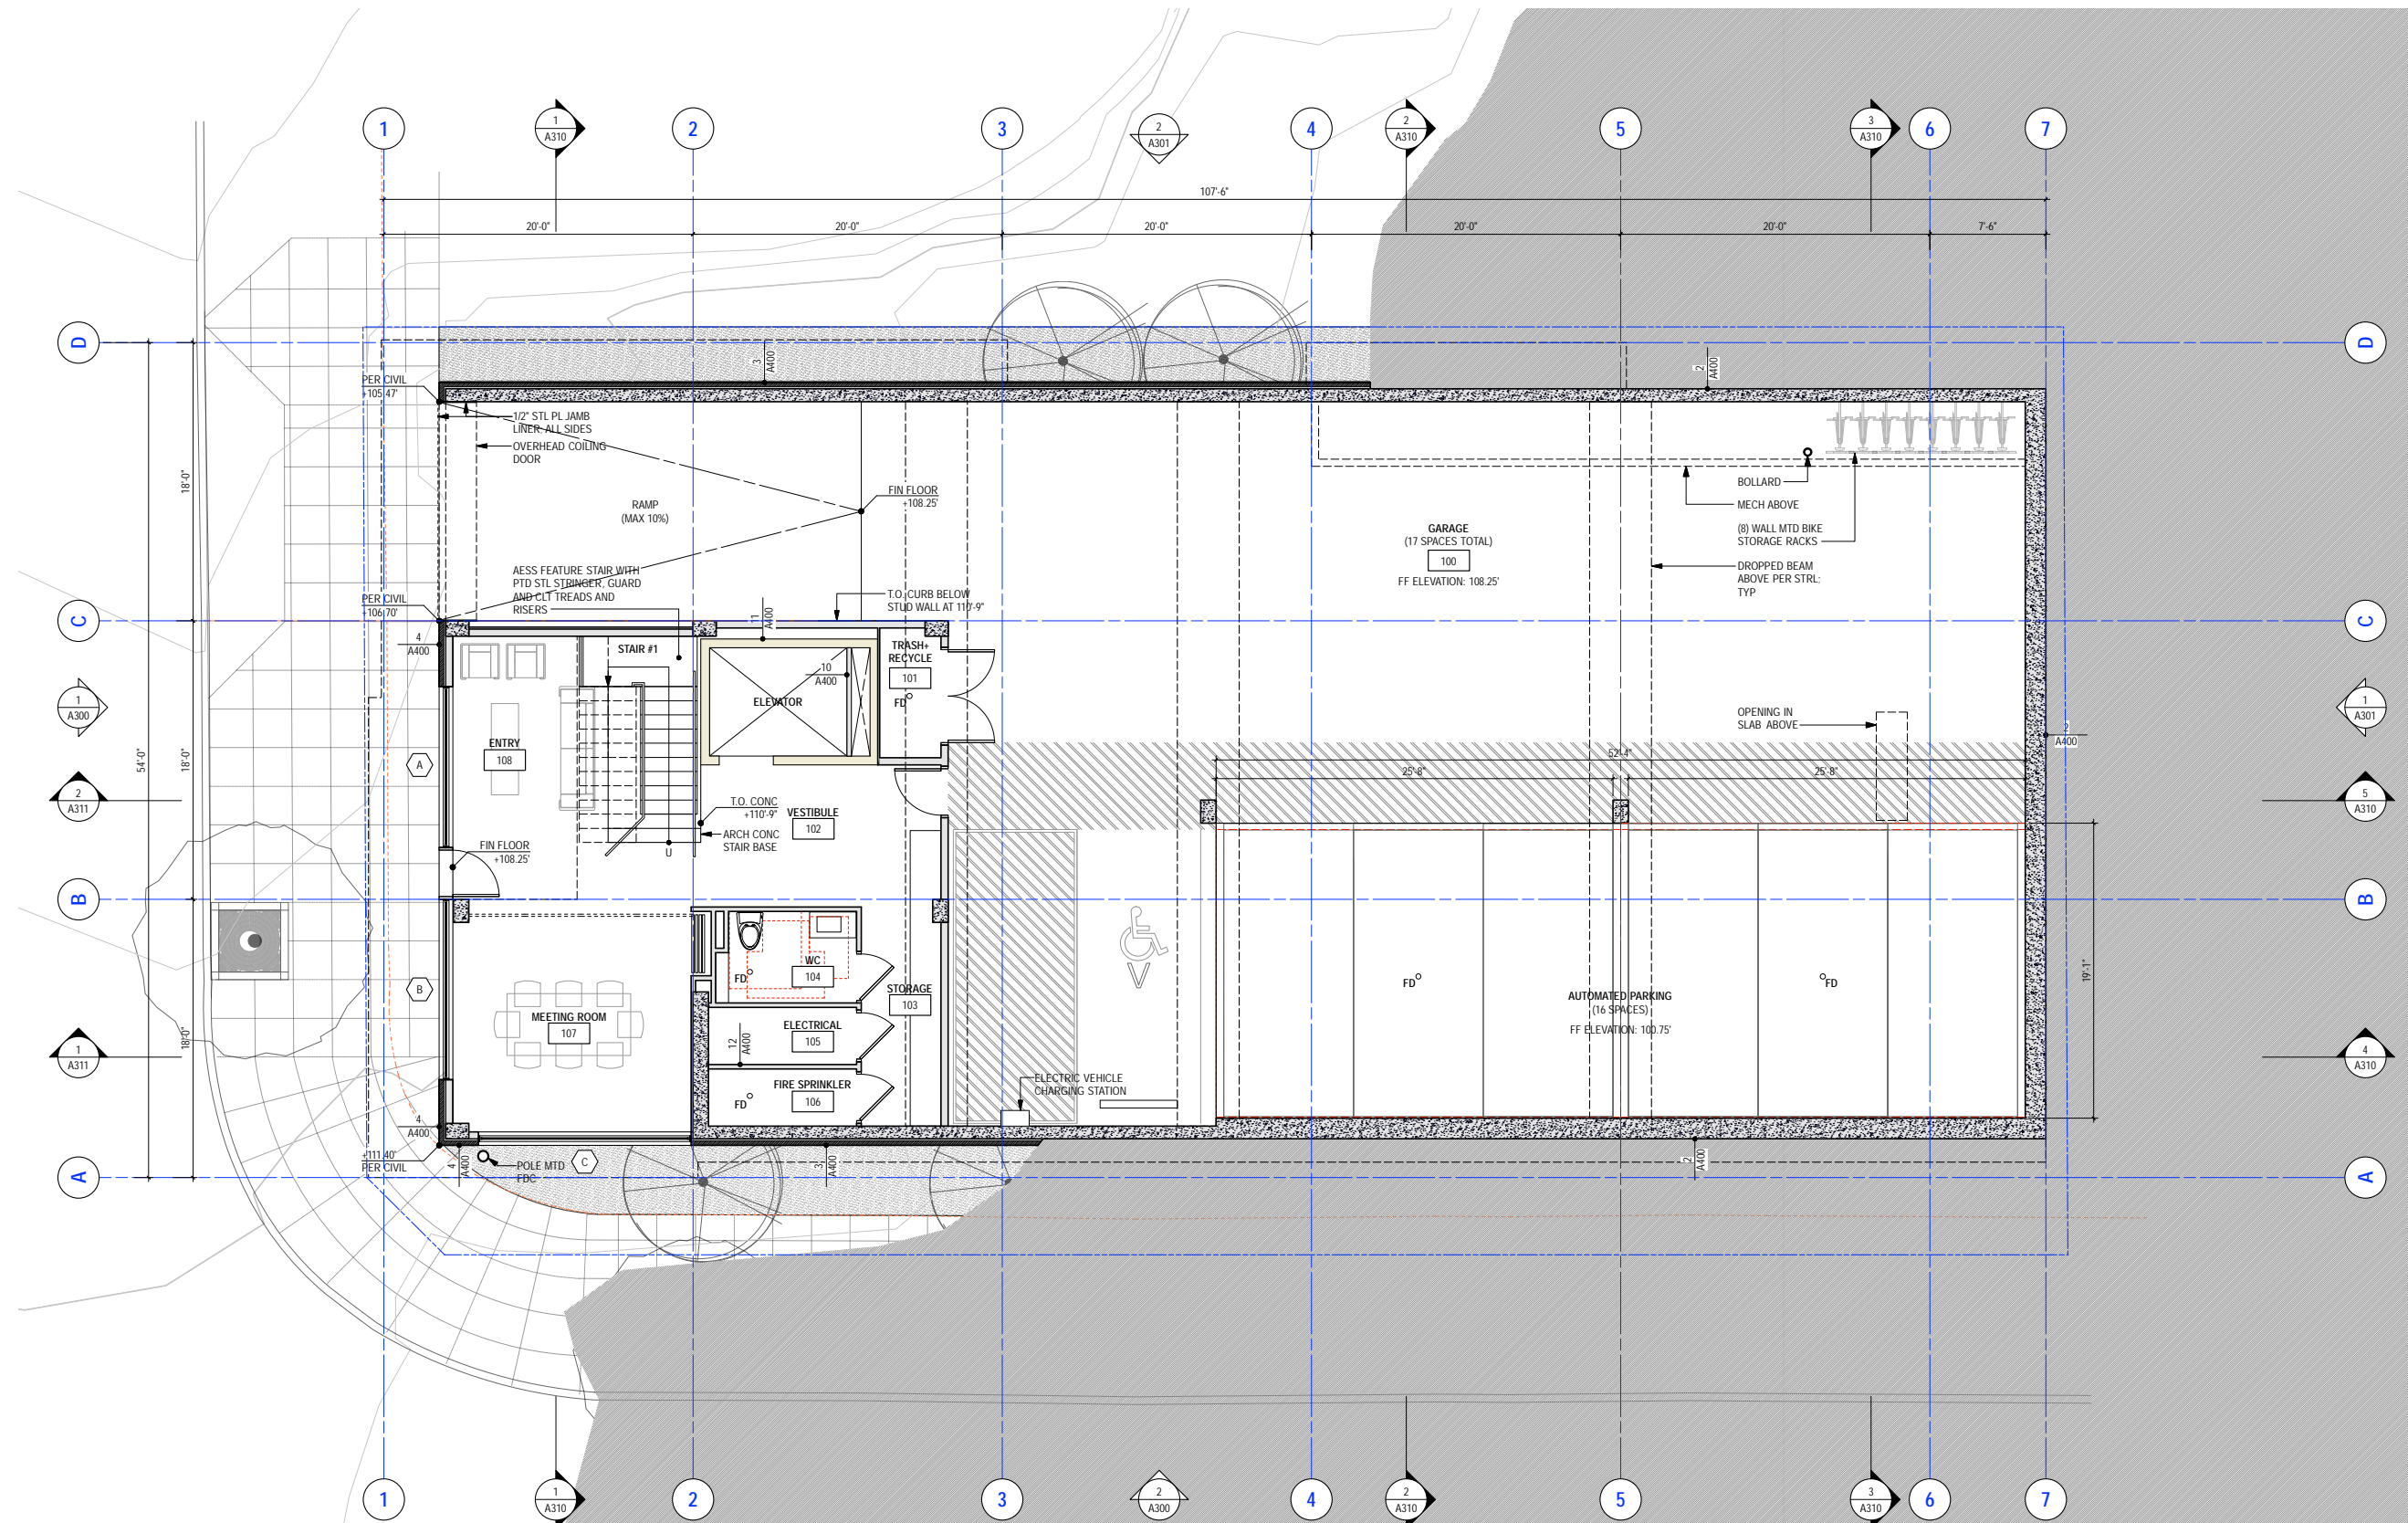 1
1
A310
2
3
2
A301
4
2
A310
5
3
A310
6
7
107'-6"
20'-0"
20'-0"
20'-0"
20'-0"
20'-0"
7'-6"
D
D
3
A400
2
A400
PER CIVIL
+105.47'
1/2" STL PL JAMB
LINER: ALL SIDES
OVERHEAD COILING
DOOR
18'-0"
RAMP
(MAX 10%)
FIN FLOOR
+108.25'
GARAGE
(17 SPACES TOTAL)
100
FF ELEVATION: 108.25'
BOLLARD
MECH ABOVE
(8) WALL MTD BIKE
STORAGE RACKS
DROPPED BEAM
ABOVE PER STRL:
TYP
AESS FEATURE STAIR WITH
PTD STL STRINGER, GUARD
AND CLT TREADS AND
RISERS
PER CIVIL
+106.70'
T.O. CURB BELOW
STUD WALL AT 110'-9"
C
C
11
A400
4
A400
STAIR #1
TRASH+
RECYCLE
101
FD
10
A400
ELEVATOR
1
A300
1
A301
OPENING IN
SLAB ABOVE
2
A400
ENTRY
108
A
54'-0"
18'-0"
52'-4"
25'-8"
25'-8"
2
A311
5
A310
T.O. CONC
+110'-9"
VESTIBULE
102
ARCH CONC
STAIR BASE
U
FIN FLOOR
+108.25'
B
B
WC
104
FD
STORAGE
103
B
MEETING ROOM
107
ELECTRICAL
105
12
A400
FIRE SPRINKLER
106
FD
FD
FD
AUTOMATED PARKING
(16 SPACES)
FF ELEVATION: 100.75'
19'-1"
18'-0"
1
A311
4
A310
ELECTRIC VEHICLE
CHARGING STATION
4
A400
+111.40'
PER CIVIL
4
A400
POLE MTD
FDC
C
3
A400
2
A400
A
A
1
1
A310
2
3
2
A300
4
2
A310
5
3
A310
6
7